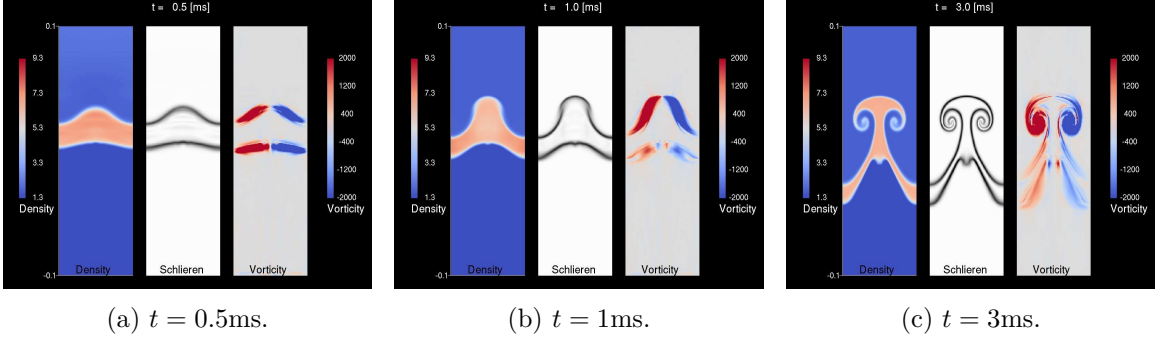 t = 0.5 [ms]
0.1
9.3
7.3
5.3
3.3
1.3
Density
-0.1
Density
Schlieren
Vorticity
2000
1200
400
-400
-1200
-2000
Vorticity
t = 1.0 [ms]
0.1
9.3
7.3
5.3
3.3
1.3
Density
-0.1
Density
Schlieren
Vorticity
2000
1200
400
-400
-1200
-2000
Vorticity
t = 3.0 [ms]
0.1
9.3
7.3
5.3
3.3
1.3
Density
-0.1
Density
Schlieren
Vorticity
2000
1200
400
-400
-1200
-2000
Vorticity
(a) t = 0.5ms.
(b) t = 1ms.
(c) t = 3ms.